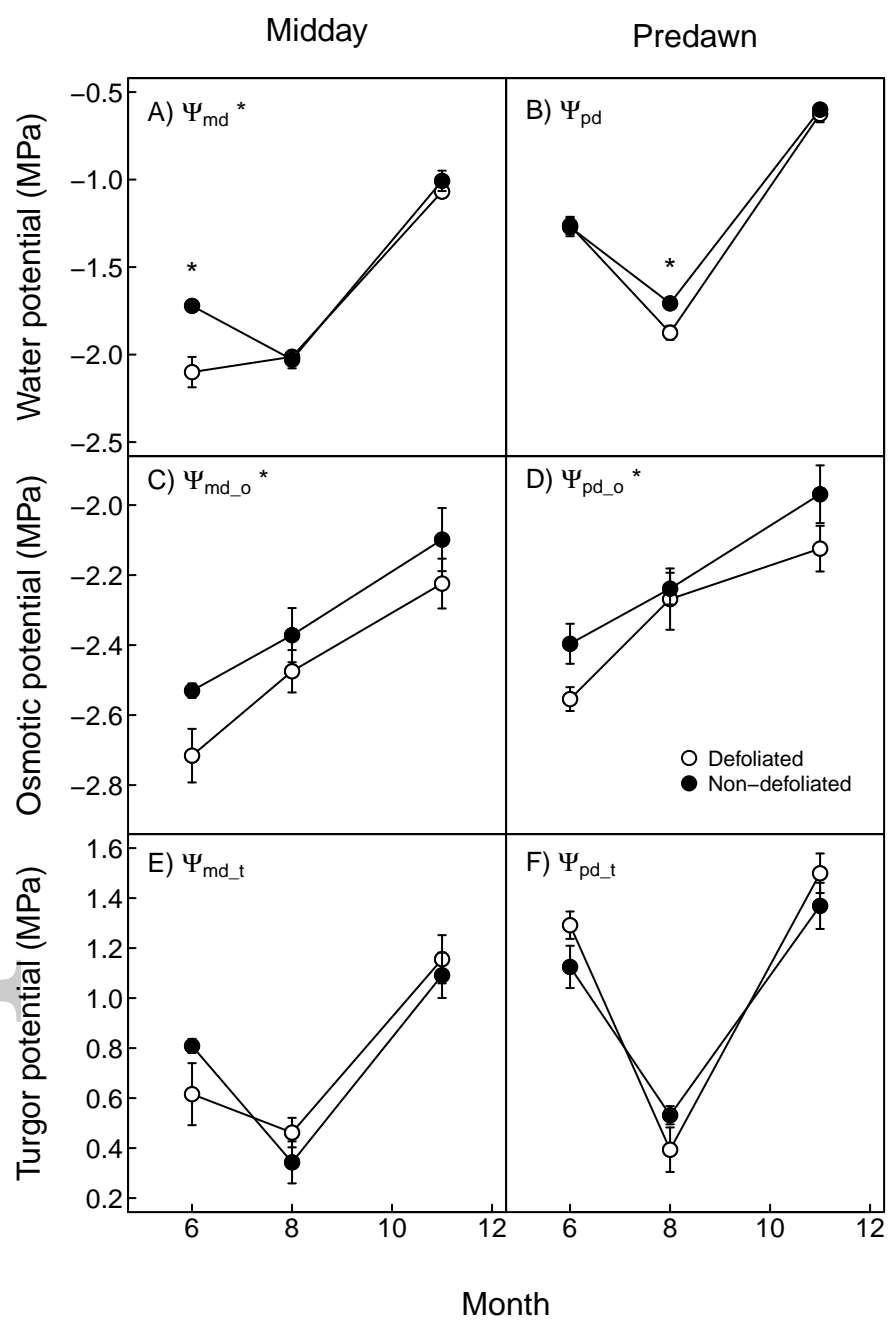 Midday
Predawn
Water potential (MPa)
−0.5
−1.0
−1.5
−2.0
−2.5
A) Ψmd *
*
B) Ψpd
*
Osmotic potential (MPa)
−2.0
−2.2
−2.4
−2.6
−2.8
C) Ψmd_o *
D) Ψpd_o *
Defoliated
Non−defoliated
Turgor potential (MPa)
1.6
1.4
1.2
1.0
0.8
0.6
0.4
0.2
E) Ψmd_t
F) Ψpd_t
6 8 10 12
6 8 10 12
Month